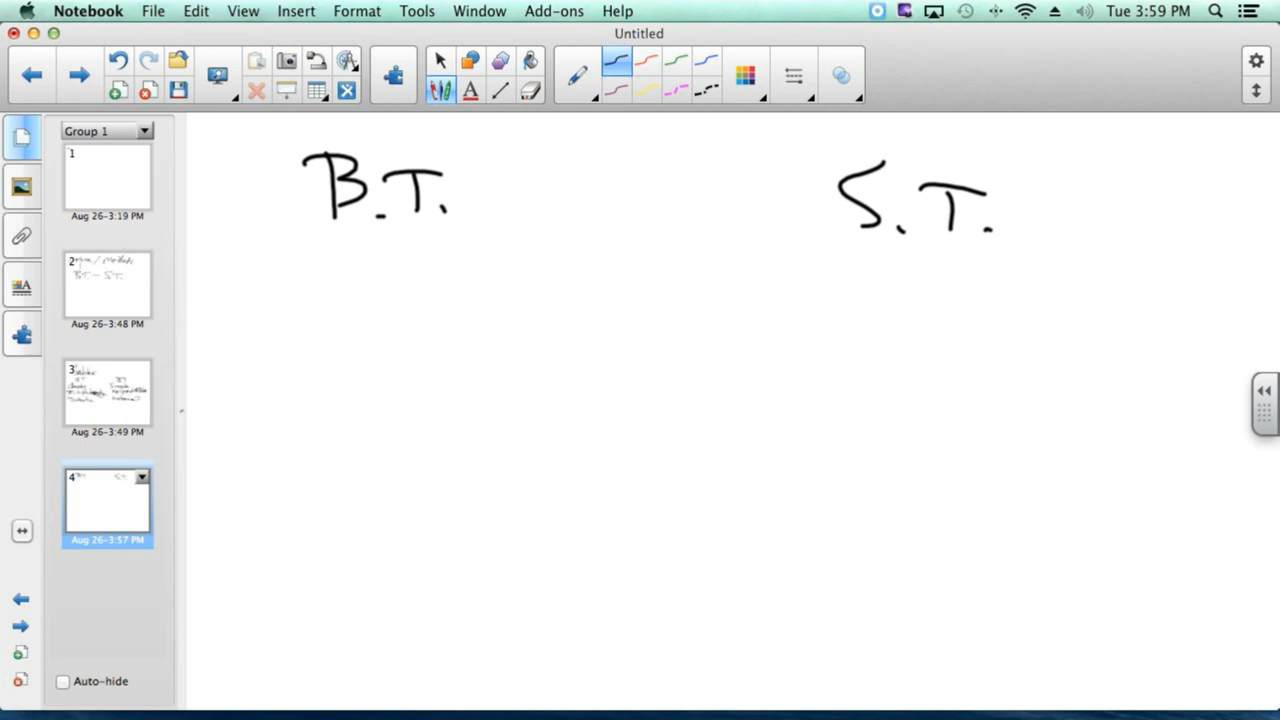 Notebook File Edit View Insert Format Tools Window Add-ons Help Tue 3:59 PM
Untitled
Group 1
1
Aug 26-3:19 PM
2
BT - ST.
Aug 26-3:48 PM
3
Aug 26-3:49 PM
4
Aug 26-3:57 PM
Auto-hide
B.T. S.T.